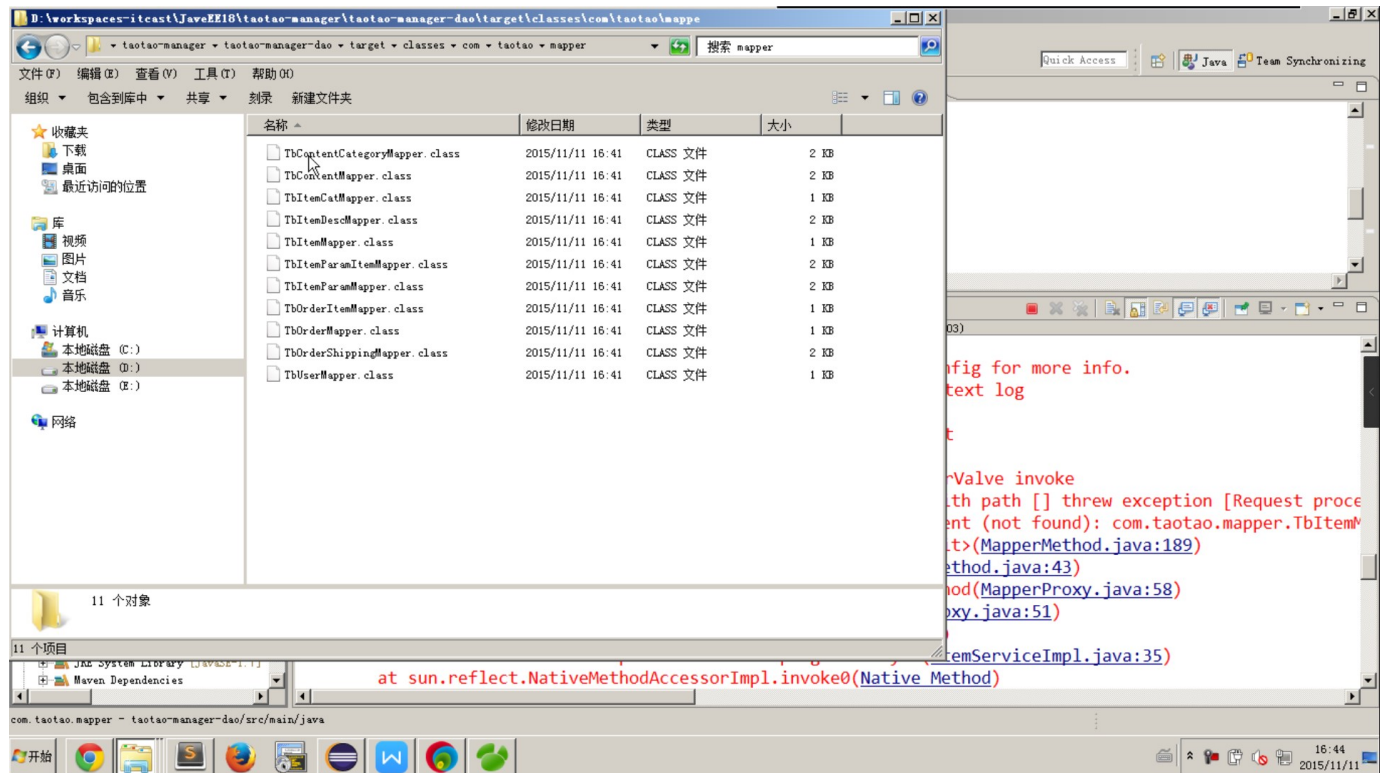 D:\workspaces-itcast\JaveEE18\taotao-manager\taotao-manager-dao\target\classes\com\taotao\mappe
taotao-manager taotao-manager-dao target classes com taotao mapper
搜索 mapper
文件(F) 编辑(E) 查看(V) 工具(T) 帮助(H)
组织 包含到库中 共享 刻录 新建文件夹
收藏夹
下载
桌面
最近访问的位置
库
视频
图片
文档
音乐
计算机
本地磁盘 (C:)
本地磁盘 (D:)
本地磁盘 (E:)
网络
名称 修改日期 类型 大小
TbContentCategoryMapper.class 2015/11/11 16:41 CLASS 文件 2 KB
TbContentMapper.class 2015/11/11 16:41 CLASS 文件 2 KB
TbItemCatMapper.class 2015/11/11 16:41 CLASS 文件 1 KB
TbItemDescMapper.class 2015/11/11 16:41 CLASS 文件 2 KB
TbItemMapper.class 2015/11/11 16:41 CLASS 文件 1 KB
TbItemParamItemMapper.class 2015/11/11 16:41 CLASS 文件 2 KB
TbItemParamMapper.class 2015/11/11 16:41 CLASS 文件 2 KB
TbOrderItemMapper.class 2015/11/11 16:41 CLASS 文件 1 KB
TbOrderMapper.class 2015/11/11 16:41 CLASS 文件 1 KB
TbOrderShippingMapper.class 2015/11/11 16:41 CLASS 文件 2 KB
TbUserMapper.class 2015/11/11 16:41 CLASS 文件 1 KB
11 个对象
11 个项目
Quick Access Java Team Synchronizing
03)
nfig for more info.
text log
t
rValve invoke
ith path [] threw exception [Request proce
ent (not found): com.taotao.mapper.TbItemM
it>(MapperMethod.java:189)
ethod.java:43)
hod(MapperProxy.java:58)
oxy.java:51)
)
temServiceImpl.java:35)
at sun.reflect.NativeMethodAccessorImpl.invoke0(Native Method)
JRE System Library
Maven Dependencies
com.taotao.mapper - taotao-manager-dao/src/main/java
开始
16:44
2015/11/11